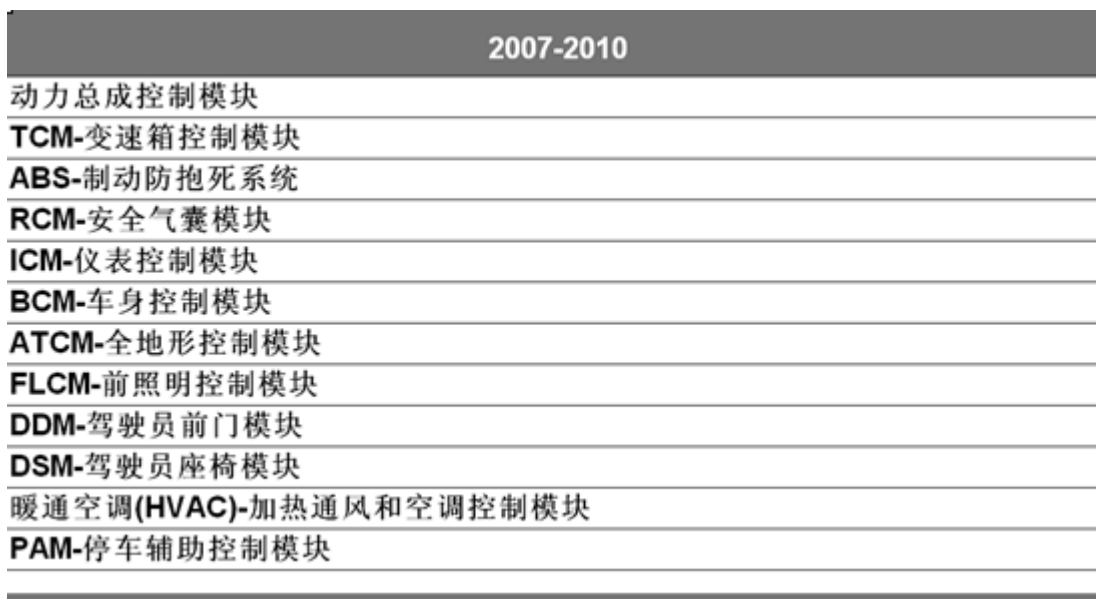 2007-2010
动力总成控制模块
TCM-变速箱控制模块
ABS-制动防抱死系统
RCM-安全气囊模块
ICM-仪表控制模块
BCM-车身控制模块
ATCM-全地形控制模块
FLCM-前照明控制模块
DDM-驾驶员前门模块
DSM-驾驶员座椅模块
暖通空调(HVAC)-加热通风和空调控制模块
PAM-停车辅助控制模块